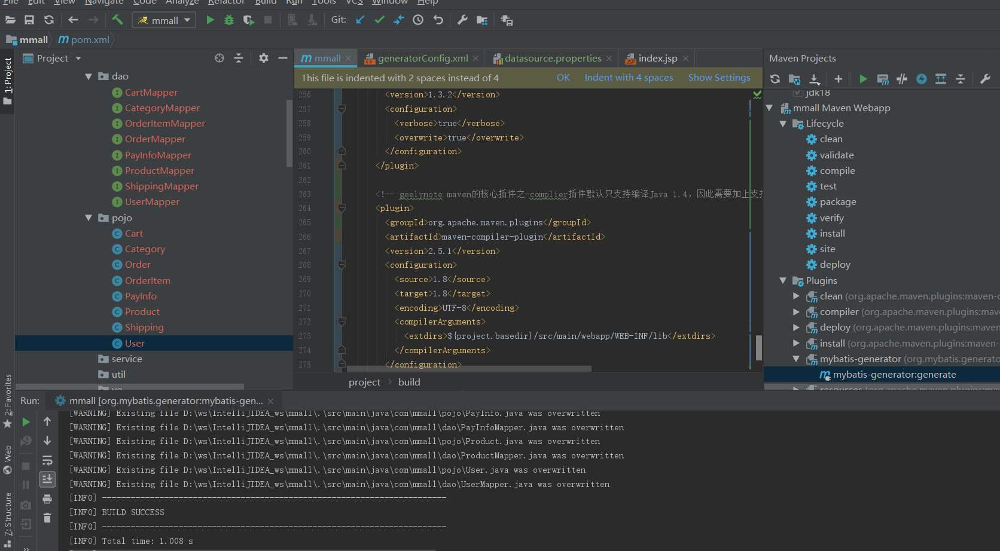 File Edit View Navigate Code Analyze Refactor Build Run Tools VCS Window Help
mmall Git:
mmall pom.xml
1: Project
2: Favorites
Web
7: Structure
Project
dao
CartMapper
CategoryMapper
OrderItemMapper
OrderMapper
PayInfoMapper
ProductMapper
ShippingMapper
UserMapper
pojo
Cart
Category
Order
OrderItem
PayInfo
Product
Shipping
User
service
util
vo
mmall generatorConfig.xml datasource.properties index.jsp
This file is indented with 2 spaces instead of 4 OK Indent with 4 spaces Show Settings
256 <version>1.3.2</version>
257 <configuration>
258 <verbose>true</verbose>
259 <overwrite>true</overwrite>
260 </configuration>
261 </plugin>
262
263 <!-- geelynote maven的核心插件之-complier插件默认只支持编译Java 1.4，因此需要加上支持
264 <plugin>
265 <groupId>org.apache.maven.plugins</groupId>
266 <artifactId>maven-compiler-plugin</artifactId>
267 <version>2.5.1</version>
268 <configuration>
269 <source>1.8</source>
270 <target>1.8</target>
271 <encoding>UTF-8</encoding>
272 <compilerArguments>
273 <extdirs>${project.basedir}/src/main/webapp/WEB-INF/lib</extdirs>
274 </compilerArguments>
275 </configuration>
project build
Maven Projects
jdk18
mmall Maven Webapp
Lifecycle
clean
validate
compile
test
package
verify
install
site
deploy
Plugins
clean (org.apache.maven.plugins:maven-c
compiler (org.apache.maven.plugins:mave
deploy (org.apache.maven.plugins:maven
install (org.apache.maven.plugins:maven-
mybatis-generator (org.mybatis.generato
mybatis-generator:generate
resources (org.apache.maven.plugins:mav
Run: mmall [org.mybatis.generator:mybatis-gen...
[WARNING] Existing file D:\ws\IntelliJIDEA_ws\mmall\.\src\main\java\com\mmall\pojo\PayInfo.java was overwritten
[WARNING] Existing file D:\ws\IntelliJIDEA_ws\mmall\.\src\main\java\com\mmall\dao\PayInfoMapper.java was overwritten
[WARNING] Existing file D:\ws\IntelliJIDEA_ws\mmall\.\src\main\java\com\mmall\pojo\Product.java was overwritten
[WARNING] Existing file D:\ws\IntelliJIDEA_ws\mmall\.\src\main\java\com\mmall\dao\ProductMapper.java was overwritten
[WARNING] Existing file D:\ws\IntelliJIDEA_ws\mmall\.\src\main\java\com\mmall\pojo\User.java was overwritten
[WARNING] Existing file D:\ws\IntelliJIDEA_ws\mmall\.\src\main\java\com\mmall\dao\UserMapper.java was overwritten
[INFO] ------------------------------------------------------------------------
[INFO] BUILD SUCCESS
[INFO] ------------------------------------------------------------------------
[INFO] Total time: 1.008 s